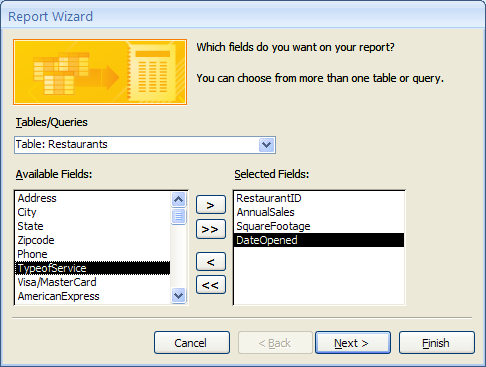 Report Wizard
Which fields do you want on your report?
You can choose from more than one table or query.
Tables/Queries
Table: Restaurants
Available Fields:
Address
City
State
Zipcode
Phone
TypeofService
Visa/MasterCard
AmericanExpress
>
>>
<
<<
Selected Fields:
RestaurantID
AnnualSales
SquareFootage
DateOpened
Cancel
< Back
Next >
Finish